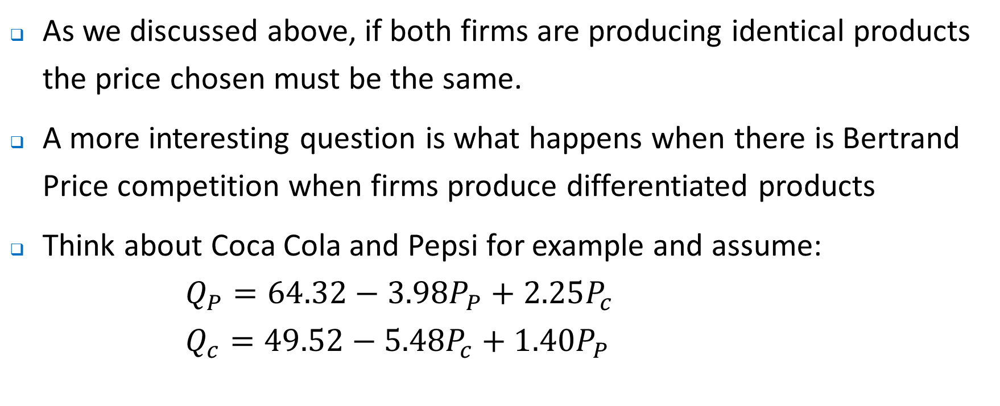 As we discussed above, if both firms are producing identical products
the price chosen must be the same.
A more interesting question is what happens when there is Bertrand
Price competition when firms produce differentiated products
Think about Coca Cola and Pepsi for example and assume:
Q_P = 64.32 − 3.98P_P + 2.25P_c
Q_c = 49.52 − 5.48P_c + 1.40P_P